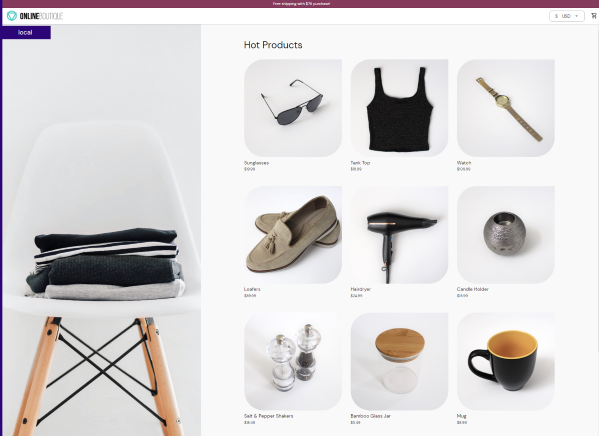 Free shipping with $75 purchase!
ONLINEBOUTIQUE
$ USD
local
Hot Products
Sunglasses
$19.99
Tank Top
$18.99
Watch
$109.99
Loafers
$89.99
Hairdryer
$24.99
Candle Holder
$18.99
Salt & Pepper Shakers
$18.49
Bamboo Glass Jar
$5.49
Mug
$8.99